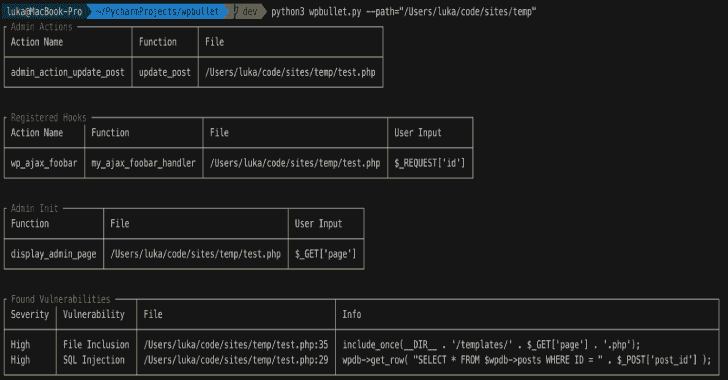 luka@MacBook-Pro ~/PycharmProjects/wpbullet dev python3 wpbullet.py --path="/Users/luka/code/sites/temp"
Admin Actions
Action Name Function File
admin_action_update_post update_post /Users/luka/code/sites/temp/test.php
Registered Hooks
Action Name Function File User Input
wp_ajax_foobar my_ajax_foobar_handler /Users/luka/code/sites/temp/test.php $_REQUEST['id']
Admin Init
Function File User Input
display_admin_page /Users/luka/code/sites/temp/test.php $_GET['page']
Found Vulnerabilities
Severity Vulnerability File Info
High File Inclusion /Users/luka/code/sites/temp/test.php:35 include_once(__DIR__ . '/templates/' . $_GET['page'] . '.php');
High SQL Injection /Users/luka/code/sites/temp/test.php:29 wpdb->get_row( "SELECT * FROM $wpdb->posts WHERE ID = " . $_POST['post_id'] );